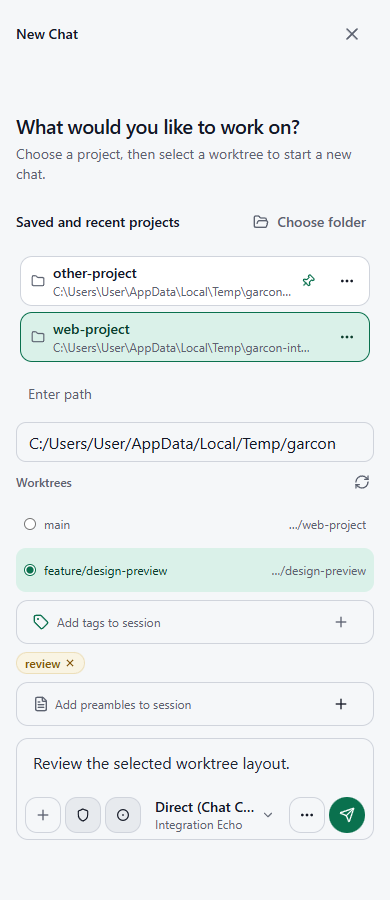 New Chat
What would you like to work on?
Choose a project, then select a worktree to start a new
chat.
Saved and recent projects
Choose folder
other-project
C:\Users\User\AppData\Local\Temp\garcon...
web-project
C:\Users\User\AppData\Local\Temp\garcon-int...
Enter path
C:/Users/User/AppData/Local/Temp/garcon
Worktrees
main .../web-project
feature/design-preview .../design-preview
Add tags to session
review
Add preambles to session
Review the selected worktree layout.
Direct (Chat C...
Integration Echo